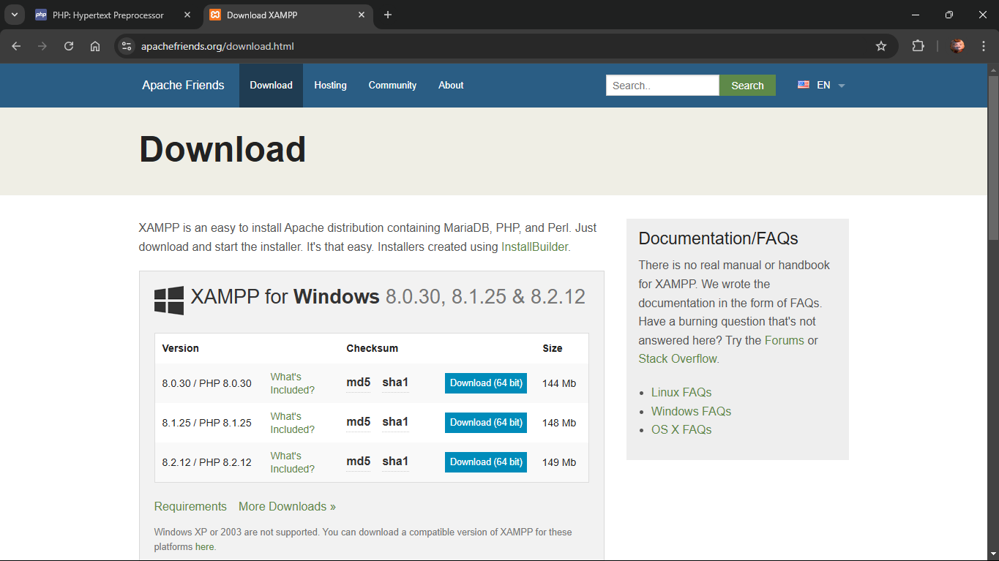 php PHP: Hypertext Preprocessor
Download XAMPP
apachefriends.org/download.html
Apache Friends Download Hosting Community About Search.. Search EN
Download
XAMPP is an easy to install Apache distribution containing MariaDB, PHP, and Perl. Just
download and start the installer. It's that easy. Installers created using InstallBuilder.
XAMPP for Windows 8.0.30, 8.1.25 & 8.2.12
Version Checksum Size
8.0.30 / PHP 8.0.30 What's
Included? md5 sha1 Download (64 bit) 144 Mb
8.1.25 / PHP 8.1.25 What's
Included? md5 sha1 Download (64 bit) 148 Mb
8.2.12 / PHP 8.2.12 What's
Included? md5 sha1 Download (64 bit) 149 Mb
Requirements More Downloads »
Windows XP or 2003 are not supported. You can download a compatible version of XAMPP for these
platforms here.
Documentation/FAQs
There is no real manual or handbook
for XAMPP. We wrote the
documentation in the form of FAQs.
Have a burning question that's not
answered here? Try the Forums or
Stack Overflow.
• Linux FAQs
• Windows FAQs
• OS X FAQs